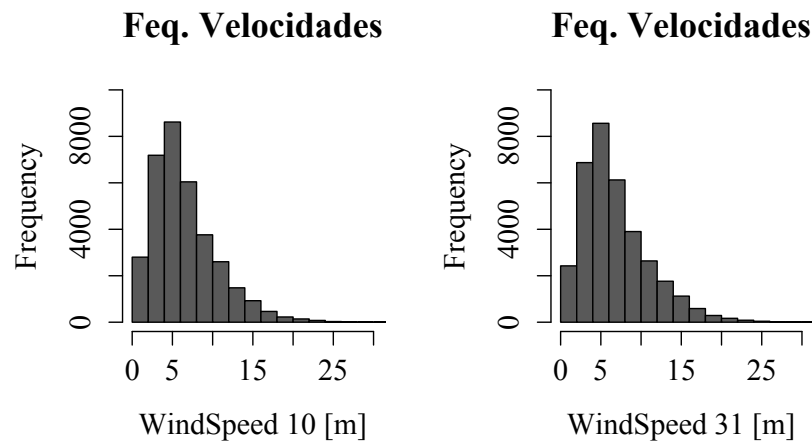 Feq. Velocidades
Frequency
0 4000 8000
0 5 15 25
WindSpeed 10 [m]
Feq. Velocidades
Frequency
0 4000 8000
0 5 15 25
WindSpeed 31 [m]